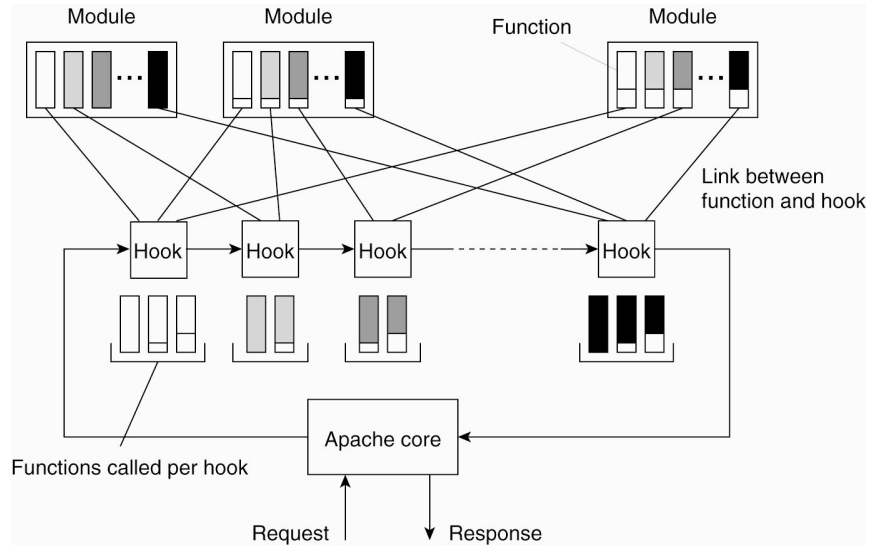 Module
Module
Module
Function
Link between
function and hook
Hook
Hook
Hook
Hook
Apache core
Functions called per hook
Request
Response